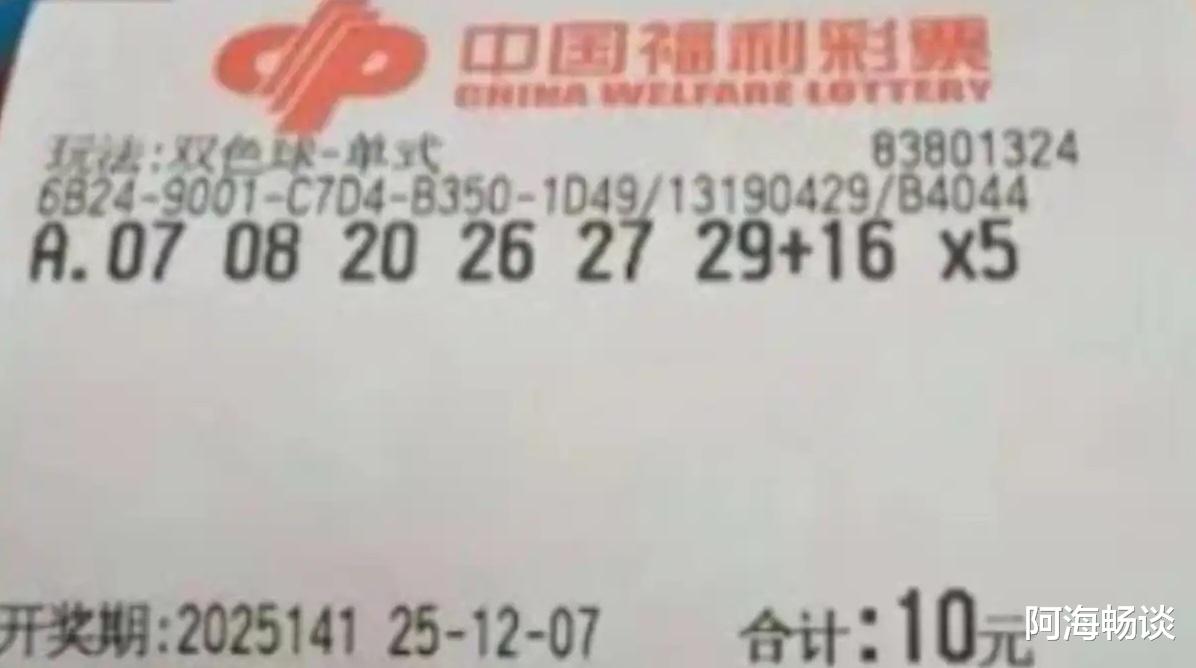 中国福利彩票
CHINA WELFARE LOTTERY
玩法:双色球-单式 83801324
6B24-9001-C7D4-B350-1D49/13190429/B4044
A.07 08 20 26 27 29+16 x5
开奖期:2025141 25-12-07 合计:10元
阿海畅谈